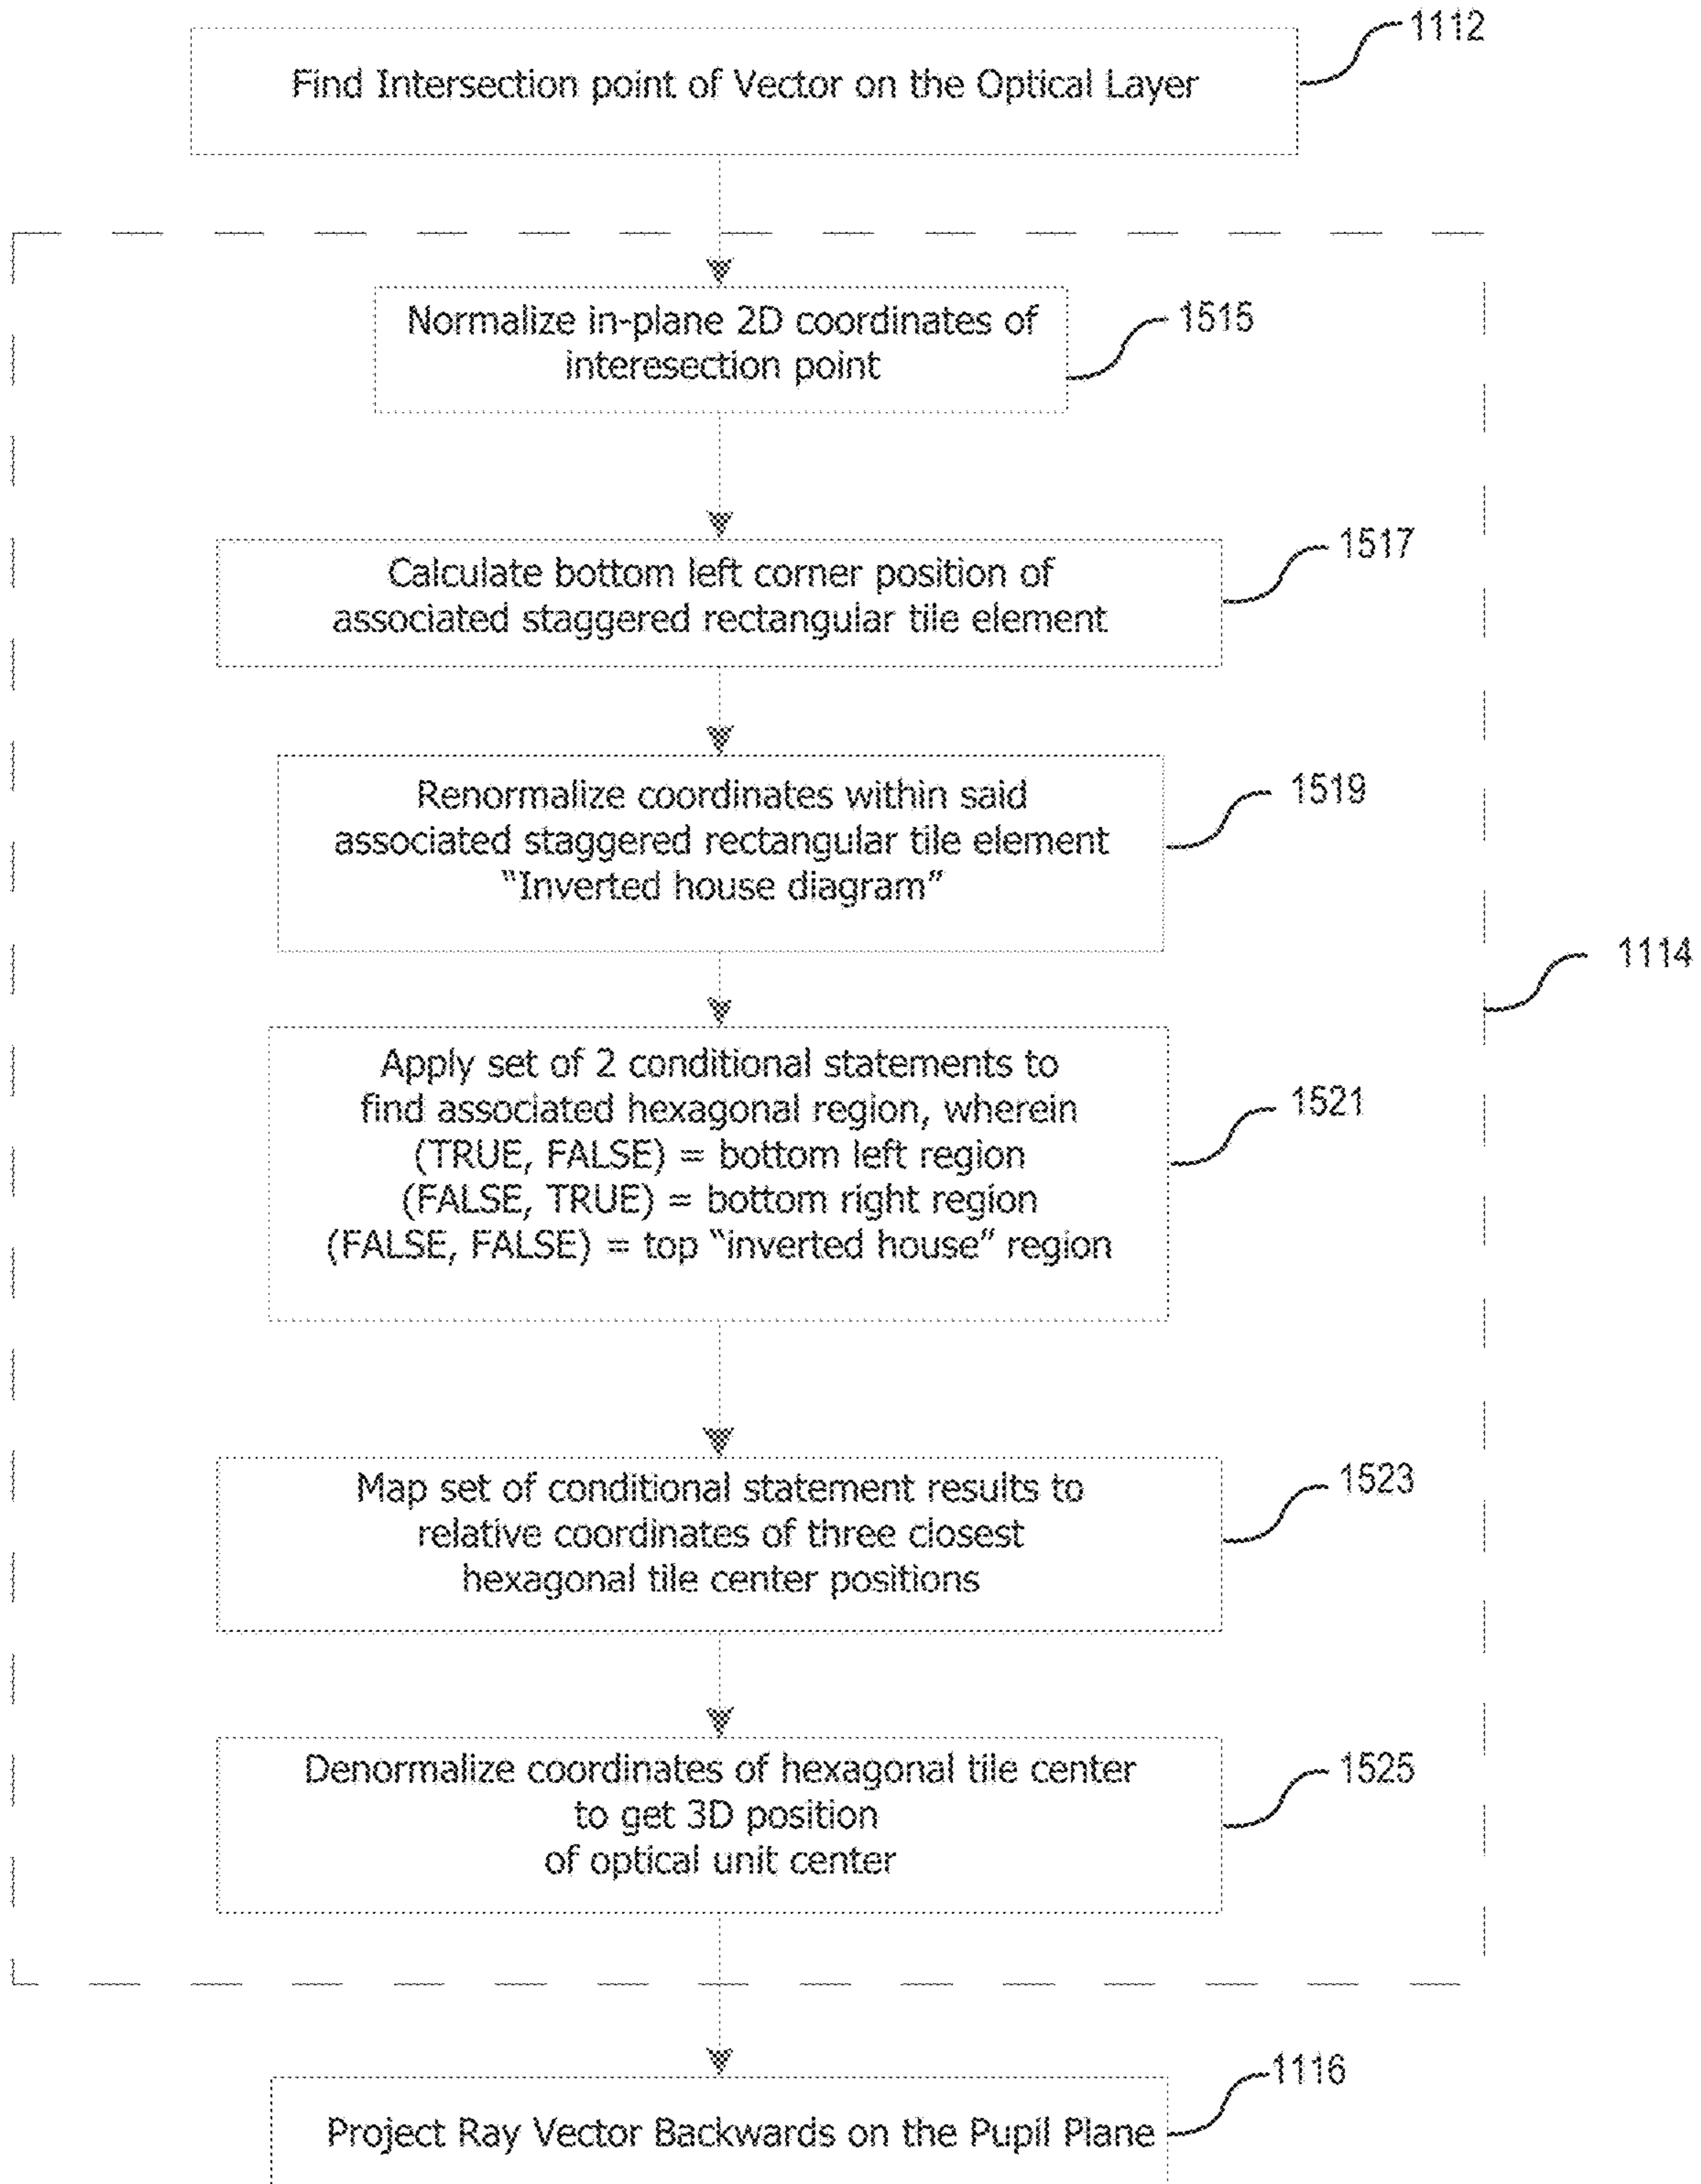 1112
Find Intersection point of Vector on the Optical Layer
Normalize in-plane 2D coordinates of
interesection point
1515
Calculate bottom left corner position of
associated staggered rectangular tile element
1517
Renormalize coordinates within said
associated staggered rectangular tile element
“Inverted house diagram”
1519
1114
Apply set of 2 conditional statements to
find associated hexagonal region, wherein
(TRUE, FALSE) = bottom left region
(FALSE, TRUE) = bottom right region
(FALSE, FALSE) = top “inverted house” region
1521
Map set of conditional statement results to
relative coordinates of three closest
hexagonal tile center positions
1523
Denormalize coordinates of hexagonal tile center
to get 3D position
of optical unit center
1525
1116
Project Ray Vector Backwards on the Pupil Plane